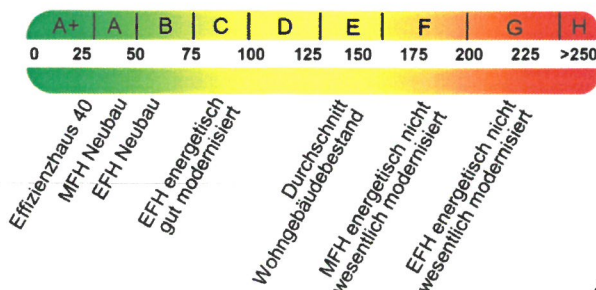 A+ A B C D E F G H
0 25 50 75 100 125 150 175 200 225 >250
Effizienzhaus 40
MFH Neubau
EFH Neubau
EFH energetisch
gut modernisiert
Durchschnitt
Wohngebäudebestand
MFH energetisch nicht
wesentlich modernisiert
EFH energetisch nicht
wesentlich modernisiert